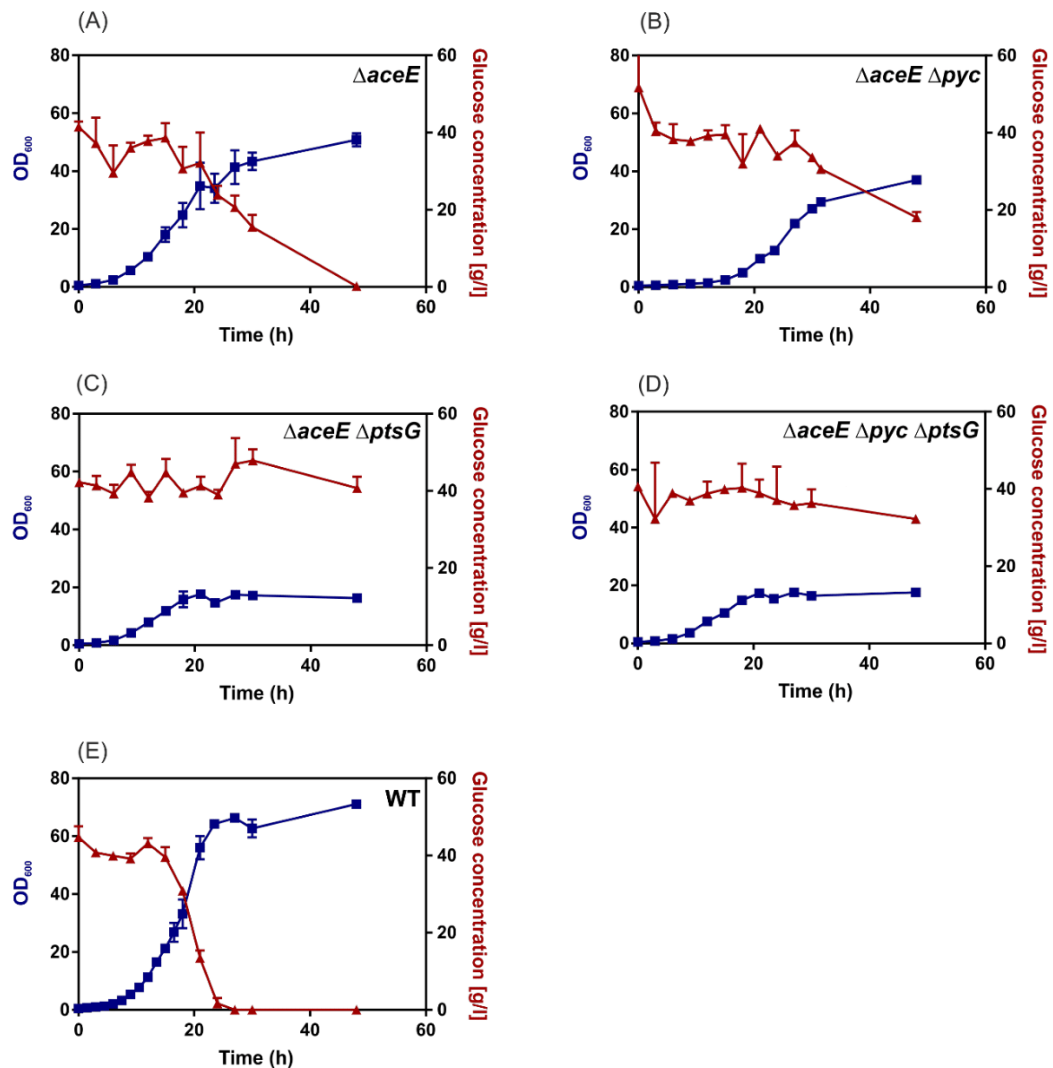 (A)
ΔaceE
80
60
40
20
0
60
40
20
0
0
20
40
60
OD600
Glucose concentration [g/l]
Time (h)
(B)
ΔaceE Δpyc
80
60
40
20
0
60
40
20
0
0
20
40
60
OD600
Glucose concentration [g/l]
Time (h)
(C)
ΔaceE ΔptsG
80
60
40
20
0
60
40
20
0
0
20
40
60
OD600
Glucose concentration [g/l]
Time (h)
(D)
ΔaceE Δpyc ΔptsG
80
60
40
20
0
60
40
20
0
0
20
40
60
OD600
Glucose concentration [g/l]
Time (h)
(E)
WT
80
60
40
20
0
60
40
20
0
0
20
40
60
OD600
Glucose concentration [g/l]
Time (h)